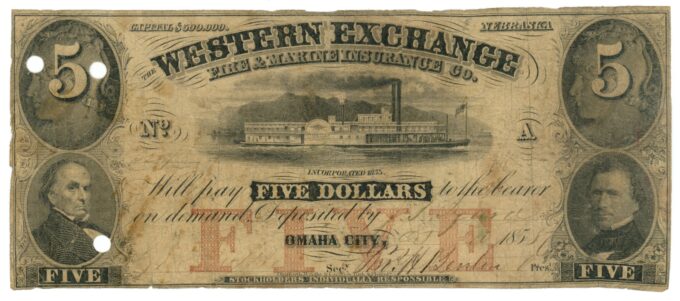 CAPITAL $500.000. NEBRASKA
THE WESTERN EXCHANGE
FIRE & MARINE INSURANCE CO.
5 5
No A
INCORPORATED 1855.
Will pay FIVE DOLLARS to the bearer
on demand Deposited by
FIVE
OMAHA CITY, 185
Secy. Pres.
FIVE FIVE
STOCKHOLDERS INDIVIDUALLY RESPONSIBLE